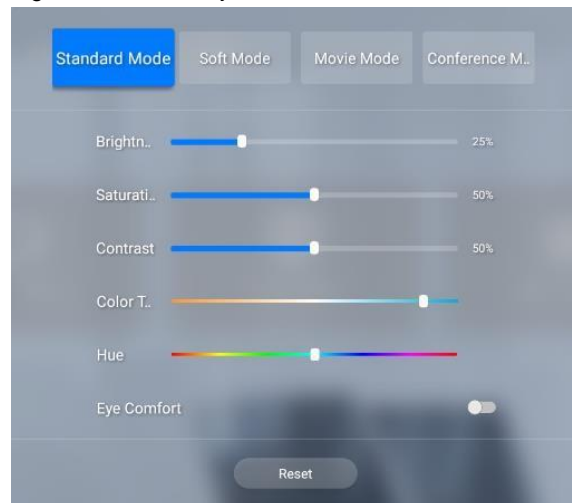 Standard Mode Soft Mode Movie Mode Conference M..
Brightn.. 25%
Saturati.. 50%
Contrast 50%
Color T..
Hue
Eye Comfort
Reset